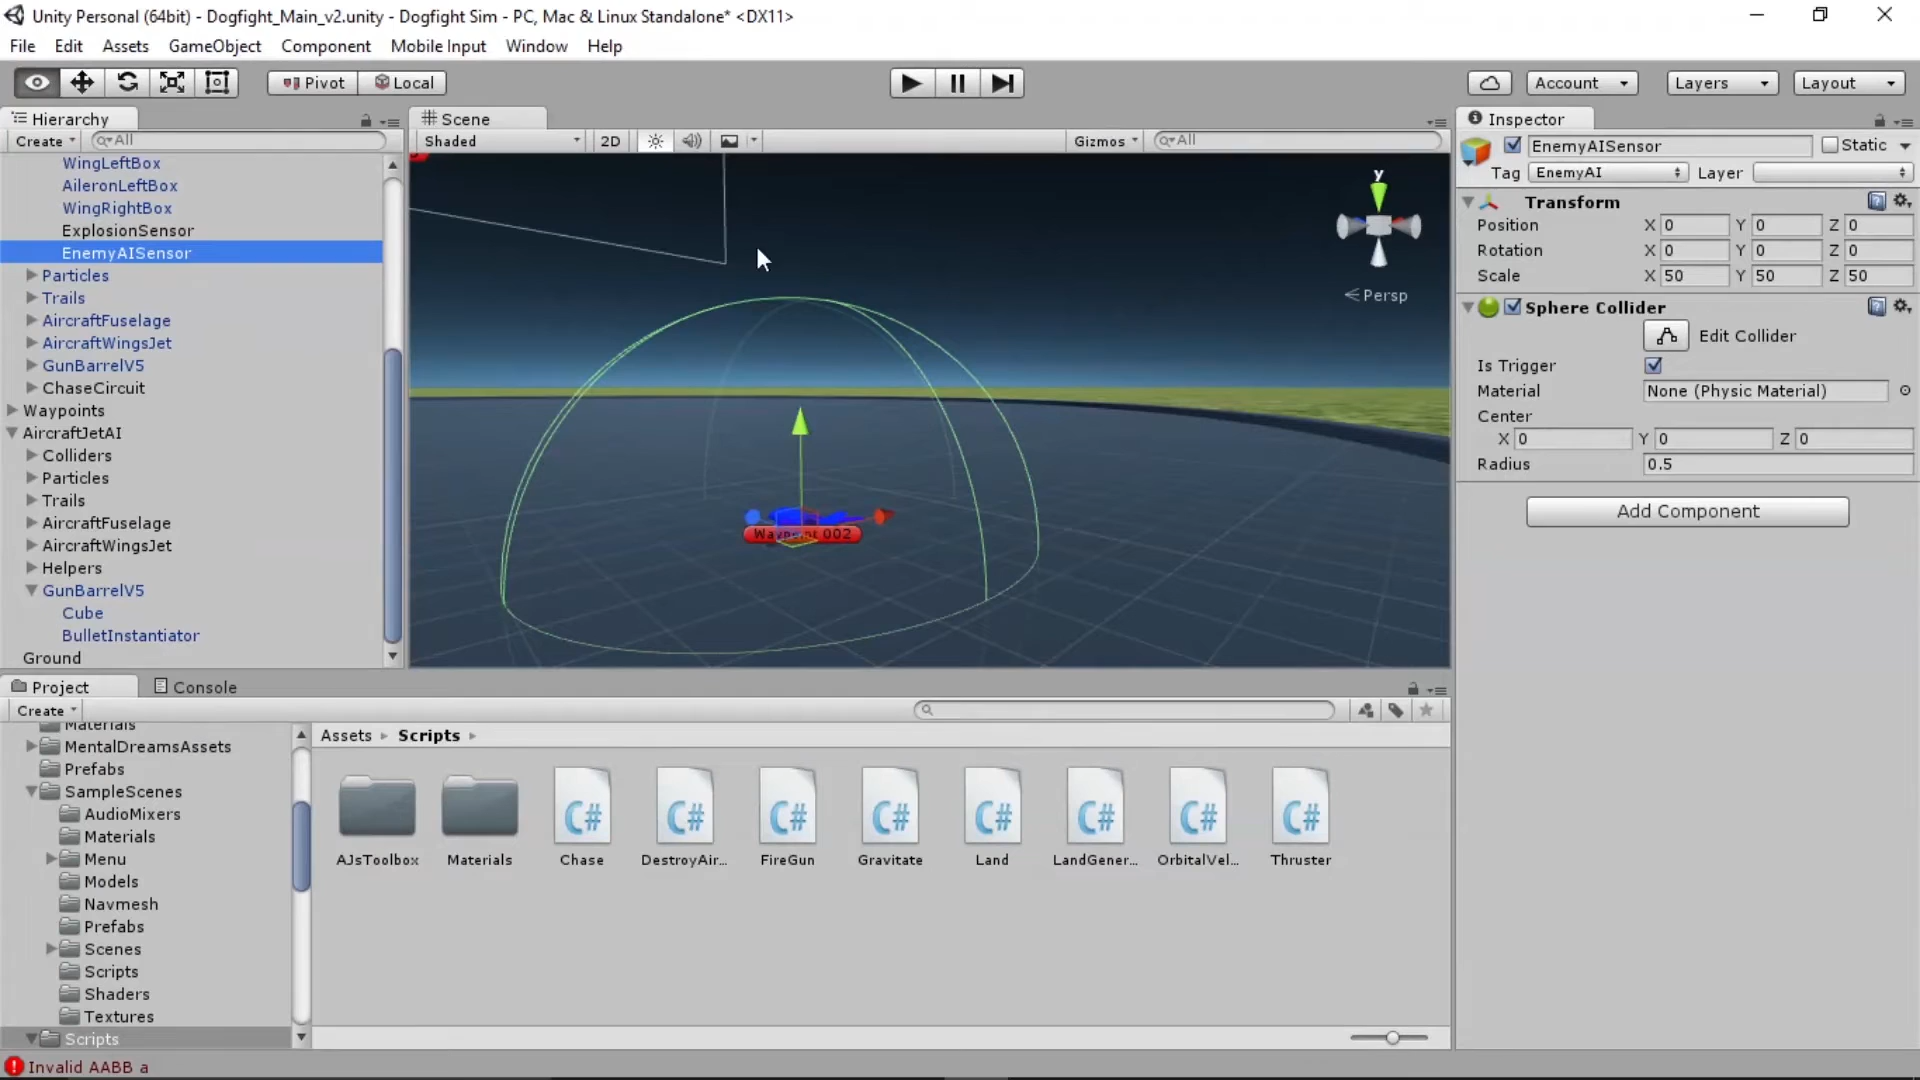 Unity Personal (64bit) - Dogfight_Main_v2.unity - Dogfight Sim - PC, Mac & Linux Standalone* <DX11>
File Edit Assets GameObject Component Mobile Input Window Help
Pivot Local Account Layers Layout
Hierarchy
Create All
WingLeftBox
AileronLeftBox
WingRightBox
ExplosionSensor
EnemyAISensor
Particles
Trails
AircraftFuselage
AircraftWingsJet
GunBarrelV5
ChaseCircuit
Waypoints
AircraftJetAI
Colliders
Particles
Trails
AircraftFuselage
AircraftWingsJet
Helpers
GunBarrelV5
Cube
BulletInstantiator
Ground
Scene
Shaded 2D Gizmos All
y
Persp
Waypoint 002
Inspector
EnemyAISensor Static
Tag EnemyAI Layer
Transform
Position X 0 Y 0 Z 0
Rotation X 0 Y 0 Z 0
Scale X 50 Y 50 Z 50
Sphere Collider
Edit Collider
Is Trigger
Material None (Physic Material)
Center
X 0 Y 0 Z 0
Radius 0.5
Add Component
Project Console
Create
Materials
MentalDreamsAssets
Prefabs
SampleScenes
AudioMixers
Materials
Menu
Models
Navmesh
Prefabs
Scenes
Scripts
Shaders
Textures
Scripts
Assets Scripts
C# C# C# C# C# C# C# C#
AJsToolbox Materials Chase DestroyAir... FireGun Gravitate Land LandGener... OrbitalVel... Thruster
Invalid AABB a